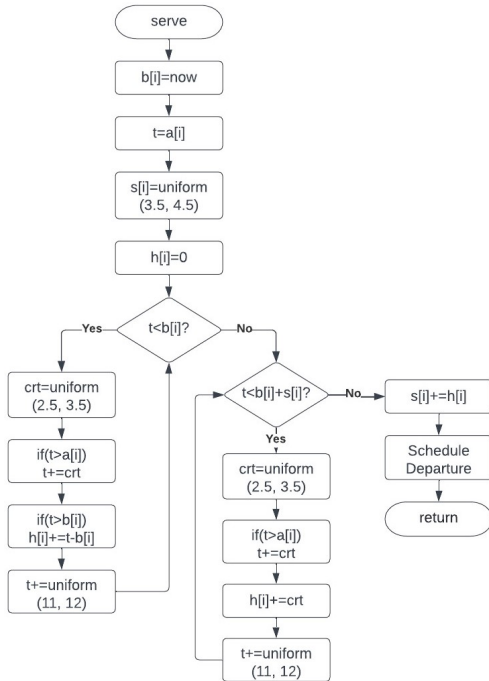 serve
b[i]=now
t=a[i]
s[i]=uniform
(3.5, 4.5)
h[i]=0
t<b[i]?
Yes
No
crt=uniform
(2.5, 3.5)
if(t>a[i])
t+=crt
if(t>b[i])
h[i]+=t-b[i]
t+=uniform
(11, 12)
t<b[i]+s[i]?
Yes
No
crt=uniform
(2.5, 3.5)
if(t>a[i])
t+=crt
h[i]+=crt
t+=uniform
(11, 12)
s[i]+=h[i]
Schedule
Departure
return